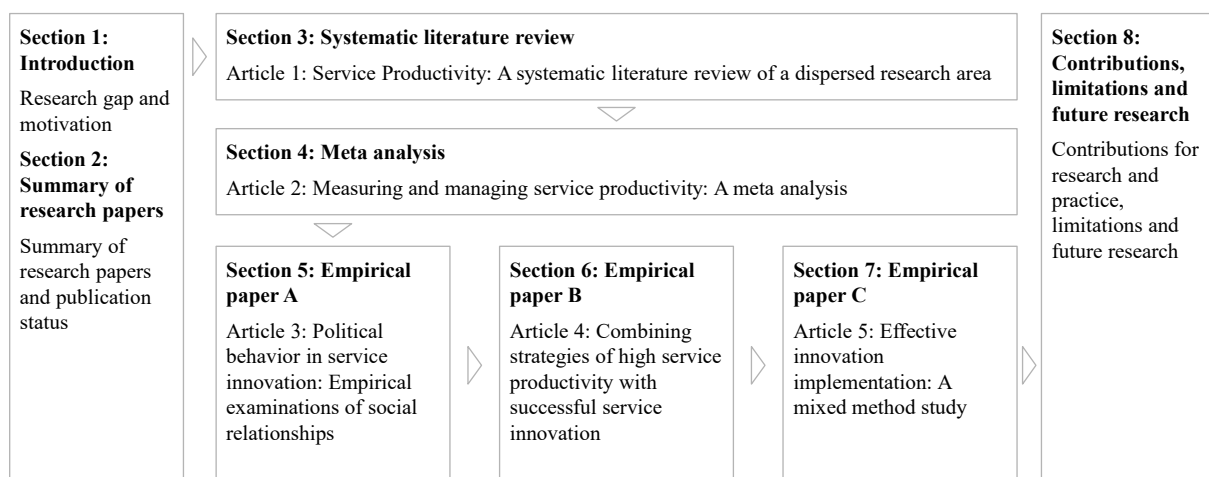 Section 1:
Introduction
Research gap and
motivation
Section 2:
Summary of
research papers
Summary of
research papers
and publication
status
Section 3: Systematic literature review
Article 1: Service Productivity: A systematic literature review of a dispersed research area
Section 4: Meta analysis
Article 2: Measuring and managing service productivity: A meta analysis
Section 5: Empirical
paper A
Article 3: Political
behavior in service
innovation: Empirical
examinations of social
relationships
Section 6: Empirical
paper B
Article 4: Combining
strategies of high service
productivity with
successful service
innovation
Section 7: Empirical
paper C
Article 5: Effective
innovation
implementation: A
mixed method study
Section 8:
Contributions,
limitations and
future research
Contributions for
research and
practice,
limitations and
future research